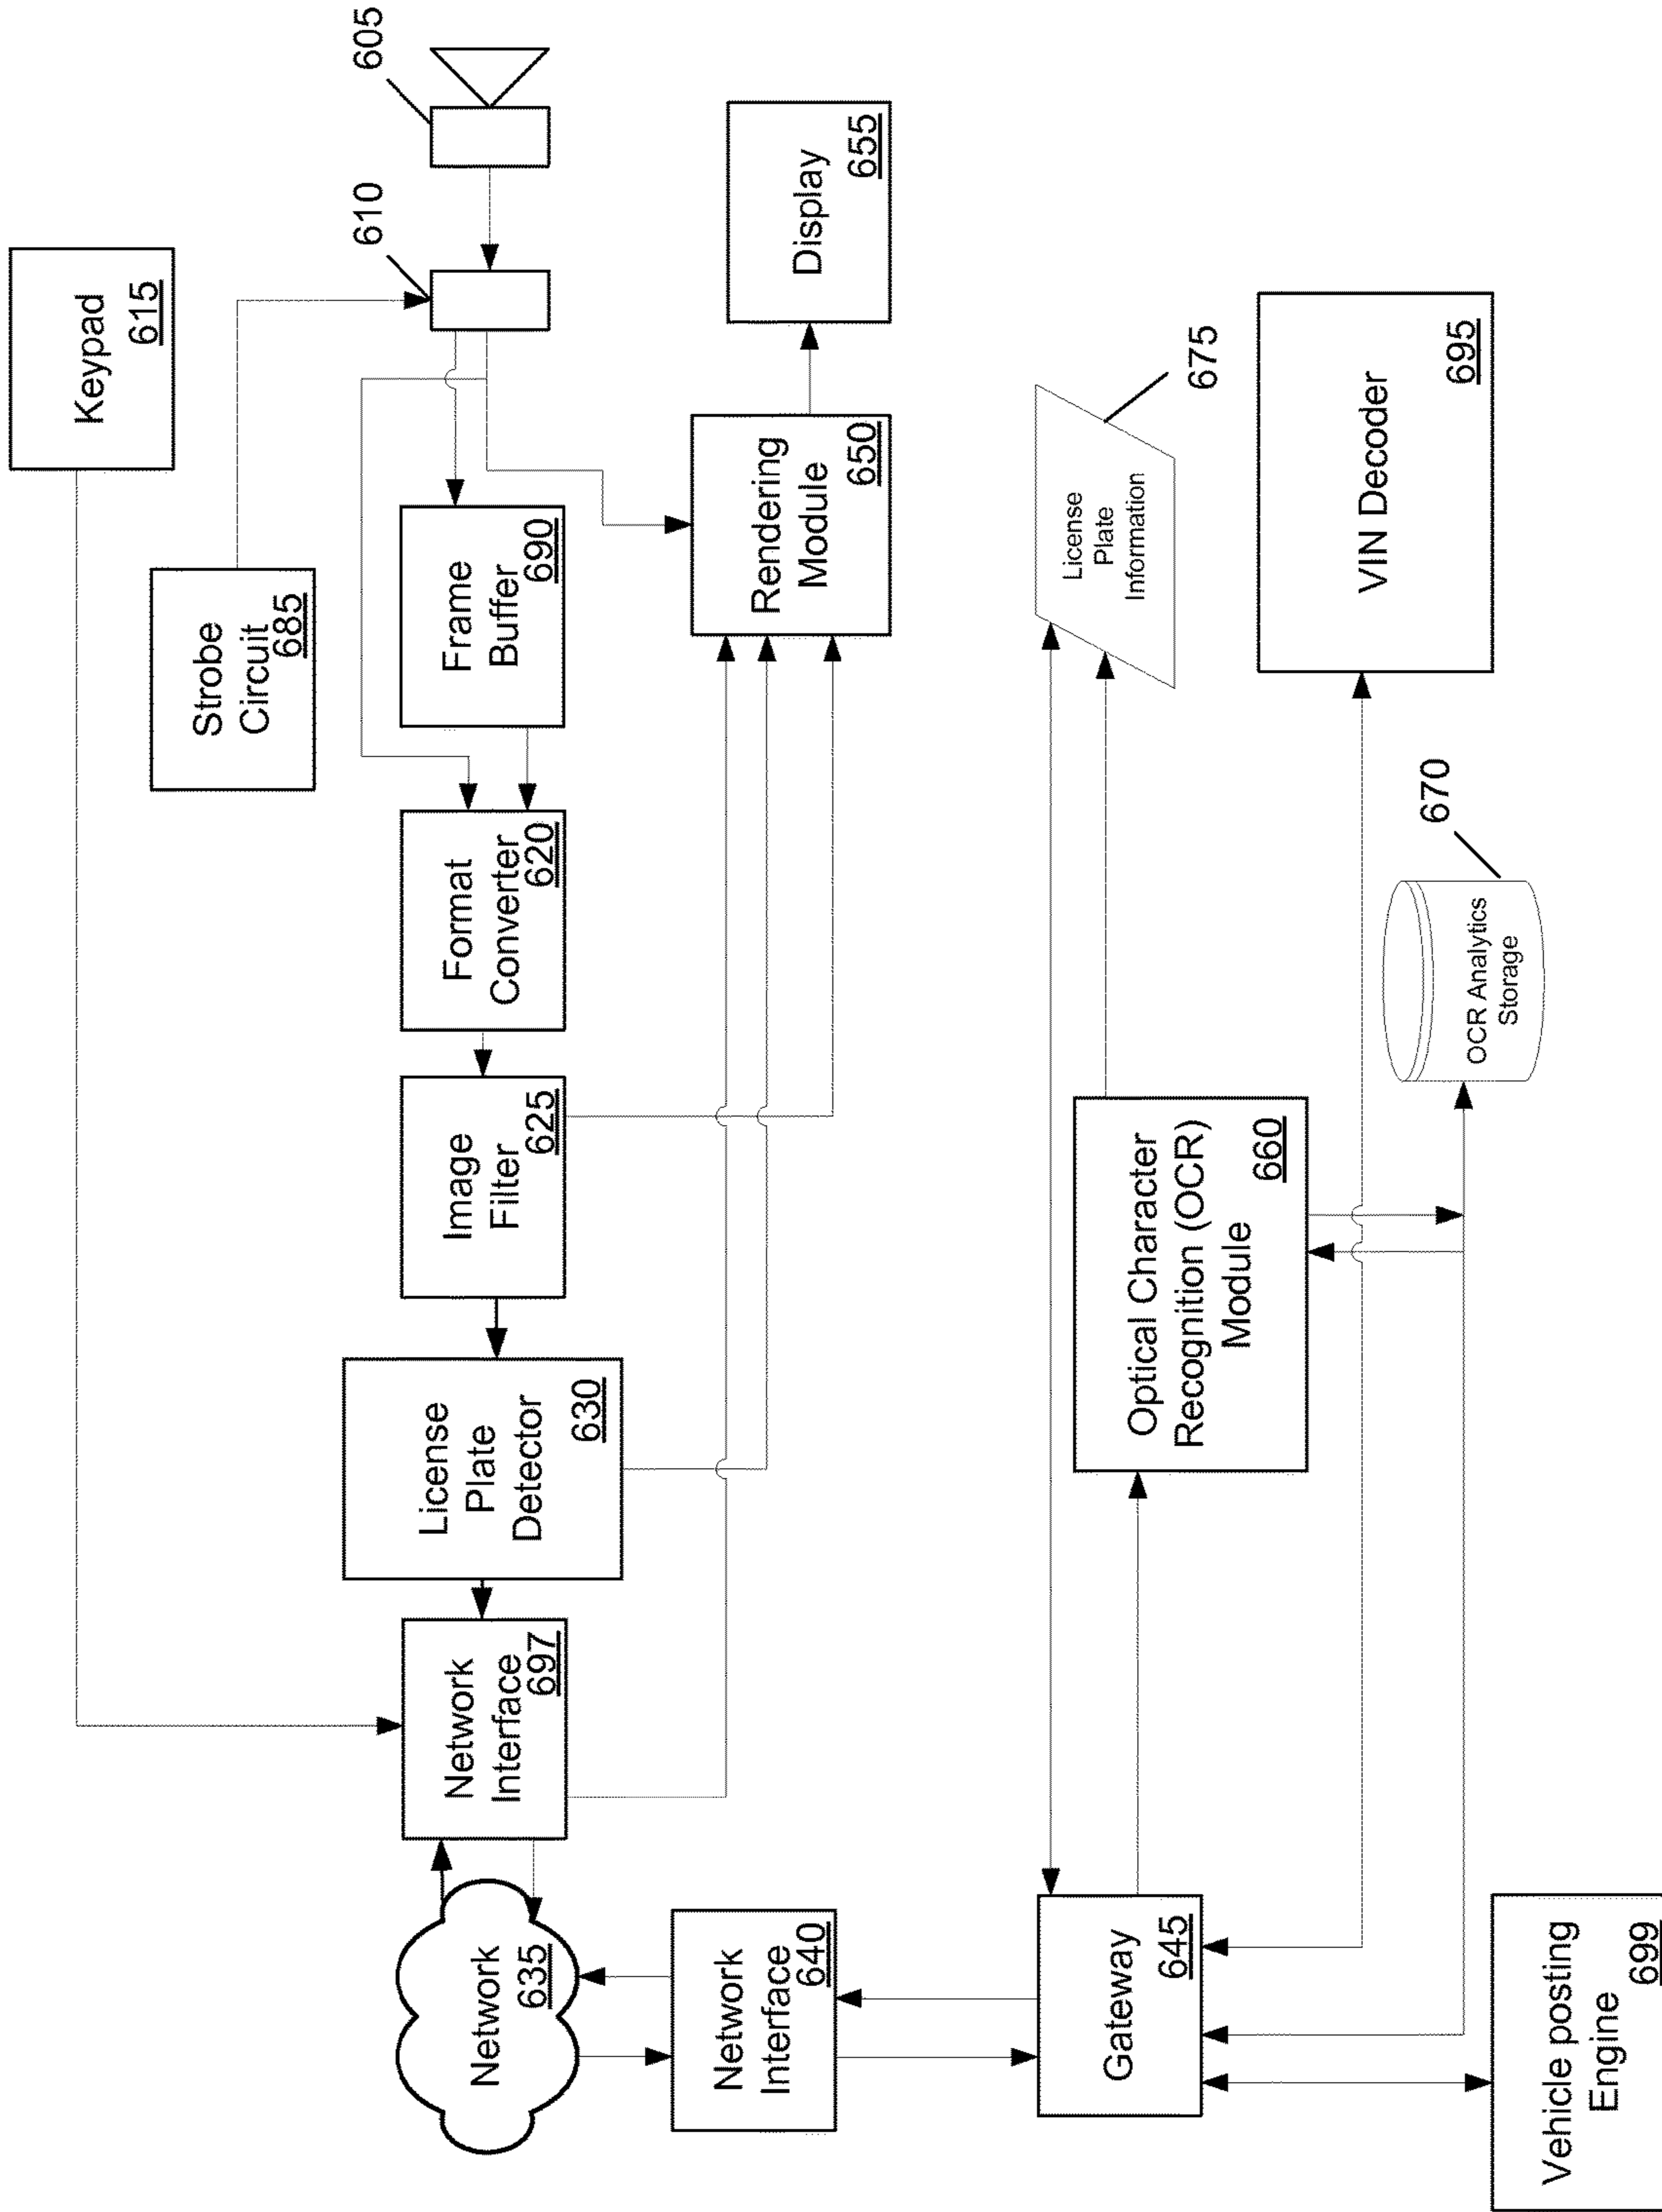 Keypad
615
605
610
Strobe
Circuit
685
Frame
Buffer
690
Format
Converter
620
Image
Filter
625
License
Plate
Detector
630
Network
Interface
697
Network
635
Network
Interface
640
Rendering
Module
650
Display
655
License
Plate
Information
675
Gateway
645
Optical Character
Recognition (OCR)
Module
660
VIN Decoder
695
OCR Analytics
Storage
670
Vehicle posting
Engine
699